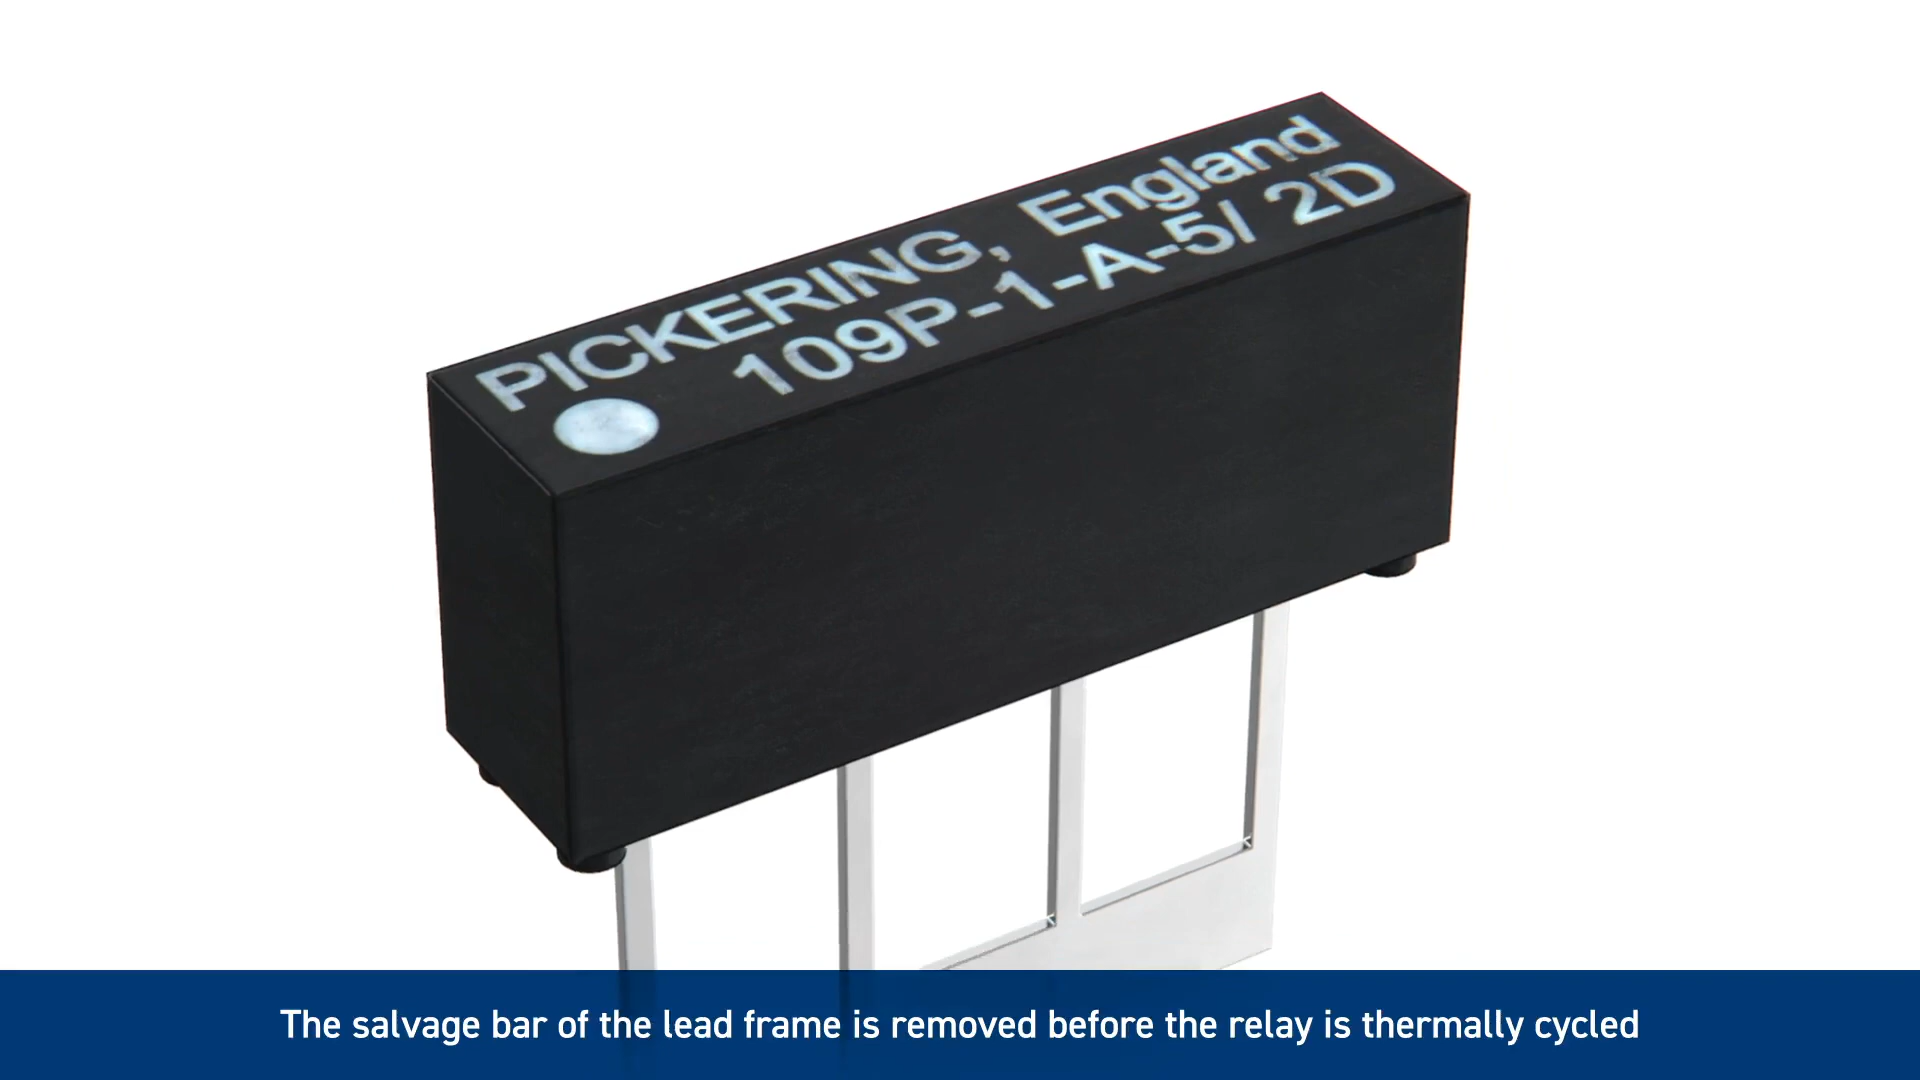 PICKERING, England
109P-1-A-5/ 2D
The salvage bar of the lead frame is removed before the relay is thermally cycled